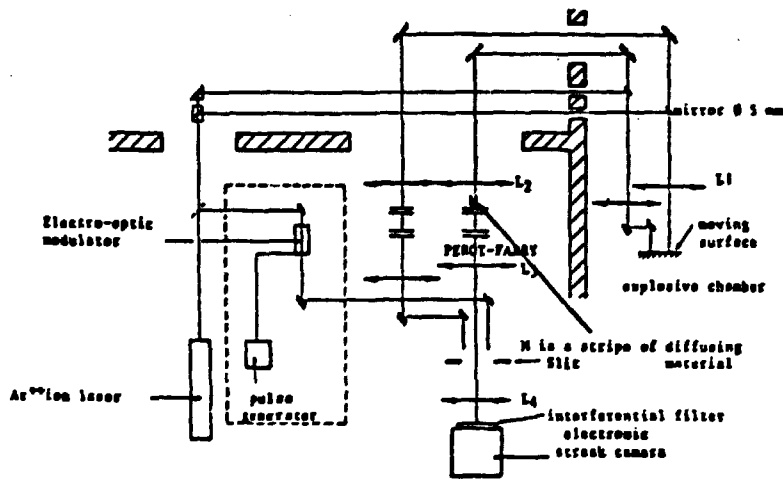 mirror Ø 5 mm
L1
L2
Electro-optic
modulator
moving
surface
PEROT-FABRY
L3
explosive chamber
M
M is a stripe of diffusing
material
Slit
Ar++ion laser
pulse
generator
L4
interferential filter
electronic
streak camera